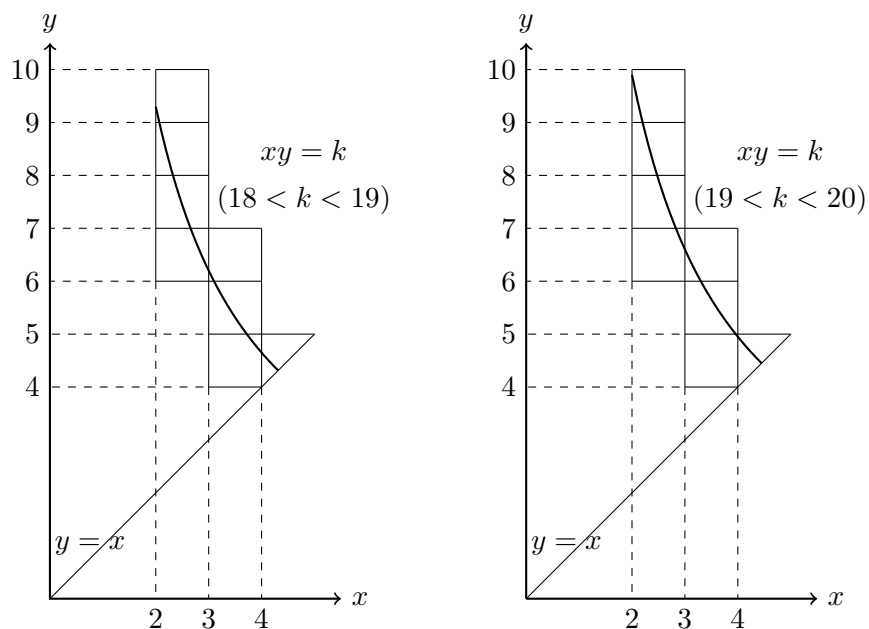 y
10
9
8
7
6
5
4
xy = k
(18 < k < 19)
y = x
2 3 4
x
y
10
9
8
7
6
5
4
xy = k
(19 < k < 20)
y = x
2 3 4
x